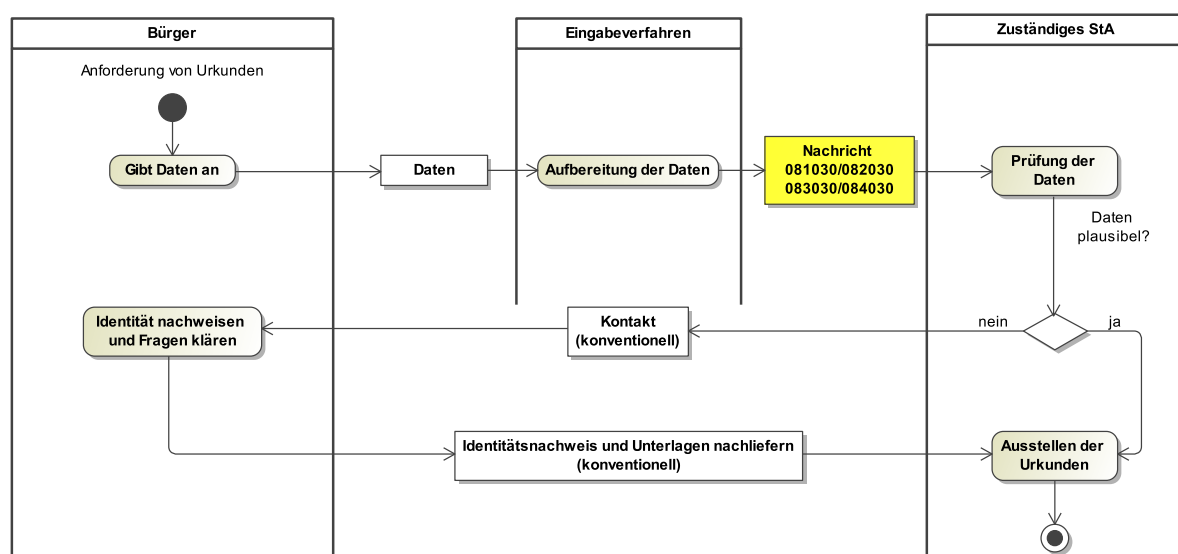 Bürger
Eingabeverfahren
Zuständiges StA
Anforderung von Urkunden
Gibt Daten an
Daten
Aufbereitung der Daten
Nachricht
081030/082030
083030/084030
Prüfung der
Daten
Daten
plausibel?
Identität nachweisen
und Fragen klären
Kontakt
(konventionell)
nein
ja
Identitätsnachweis und Unterlagen nachliefern
(konventionell)
Ausstellen der
Urkunden